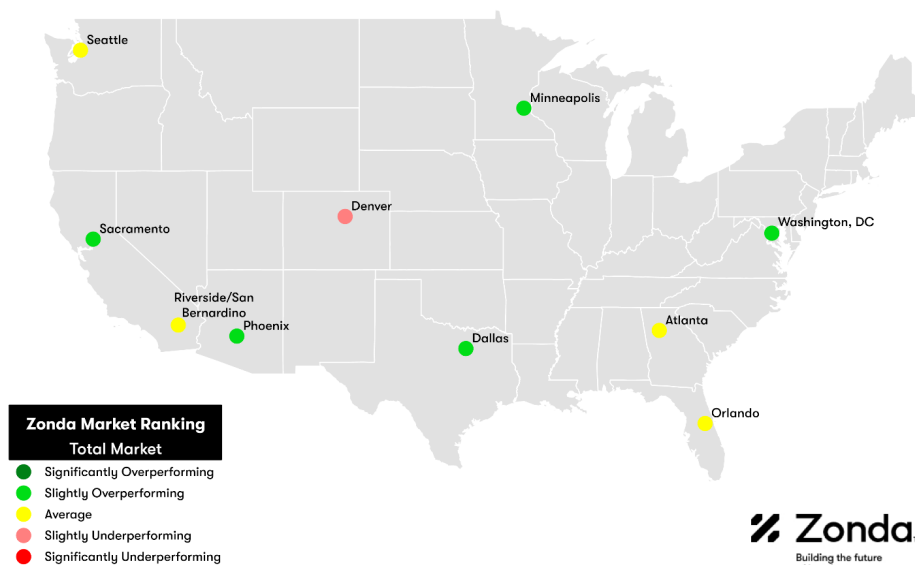 Seattle
Minneapolis
Denver
Washington, DC
Sacramento
Riverside/San
Bernardino
Phoenix
Atlanta
Dallas
Orlando
Zonda Market Ranking
Total Market
Significantly Overperforming
Slightly Overperforming
Average
Slightly Underperforming
Significantly Underperforming
Zonda
Building the future